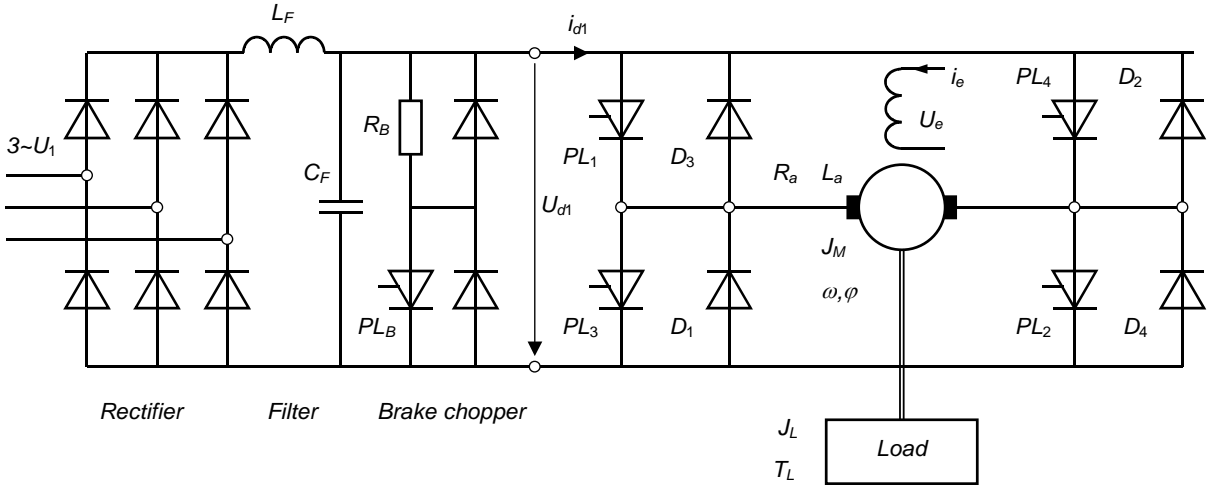 L_F
i_d1
i_e
PL_4
D_2
R_B
U_e
3~U_1
PL_1
D_3
C_F
R_a
L_a
U_d1
J_M
ω,φ
PL_B
PL_3
D_1
PL_2
D_4
Rectifier
Filter
Brake chopper
J_L
Load
T_L